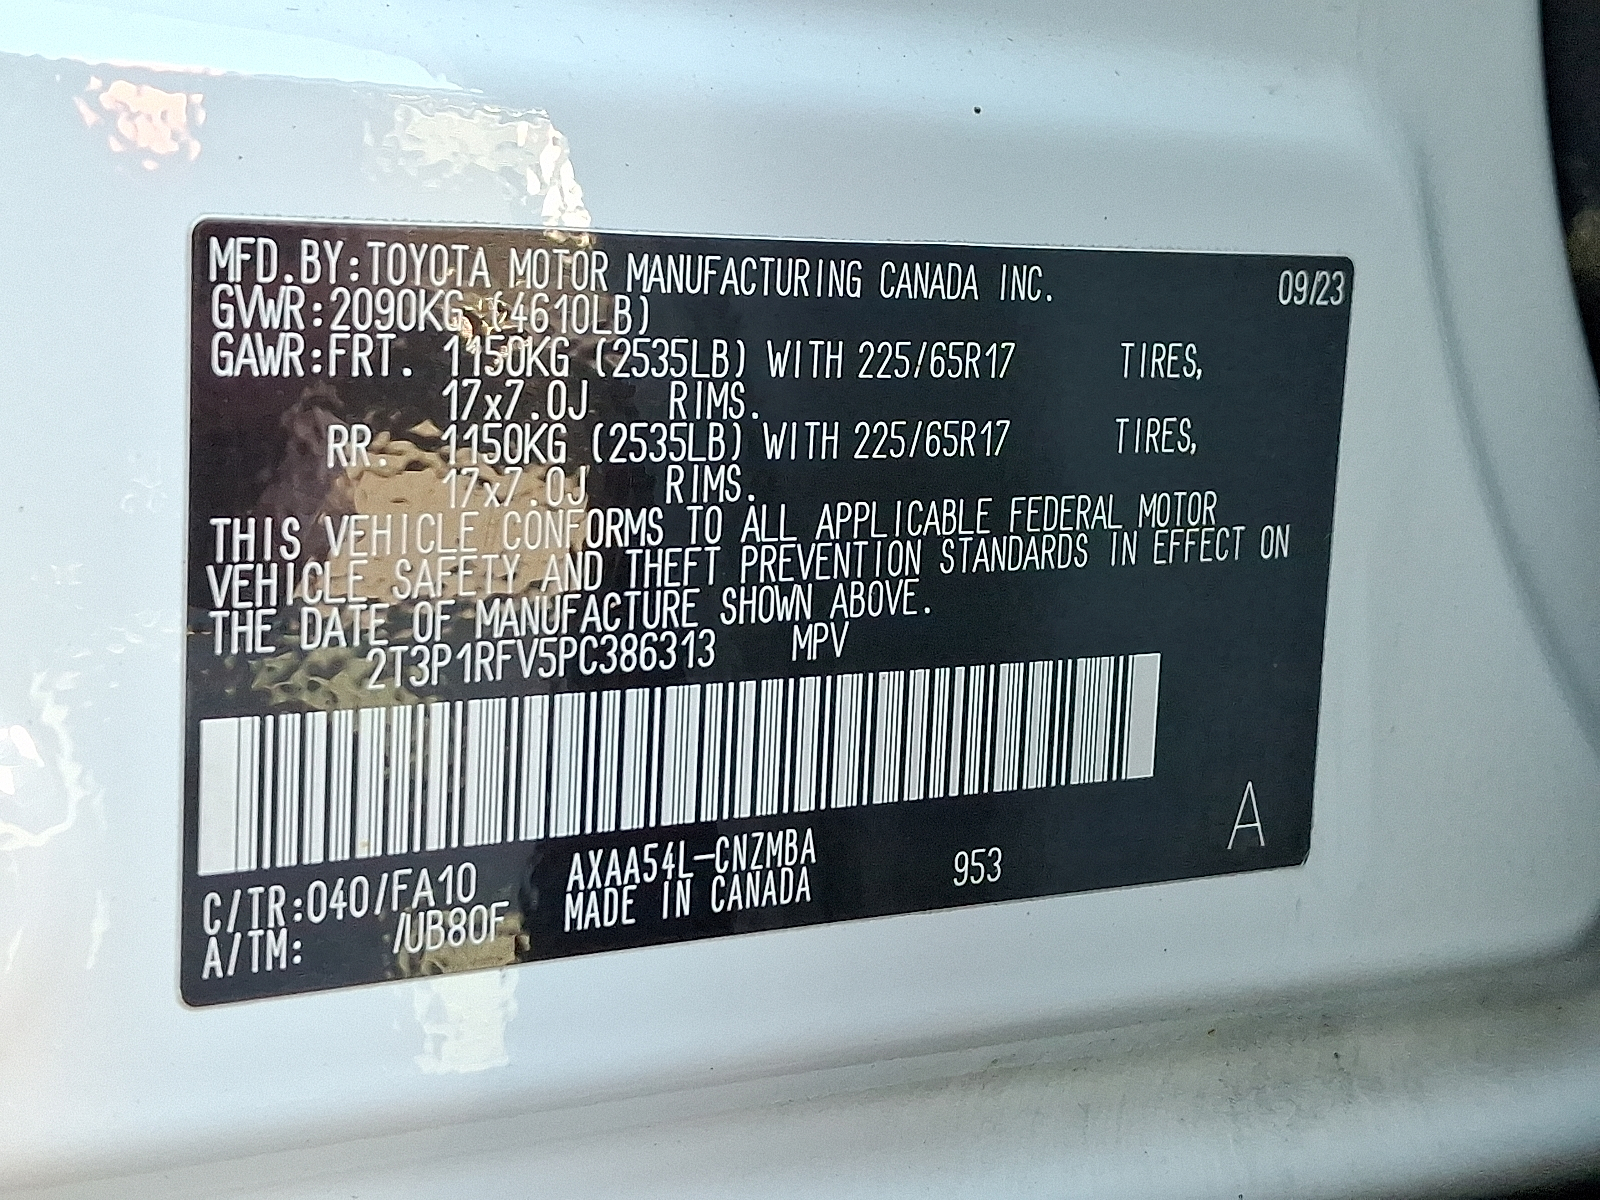 MFD.BY:TOYOTA MOTOR MANUFACTURING CANADA INC. 09/23
GVWR:2090KG (4610LB)
GAWR:FRT. 1150KG (2535LB) WITH 225/65R17 TIRES,
17x7.0J RIMS.
RR. 1150KG (2535LB) WITH 225/65R17 TIRES,
17x7.0J RIMS.
THIS VEHICLE CONFORMS TO ALL APPLICABLE FEDERAL MOTOR
VEHICLE SAFETY AND THEFT PREVENTION STANDARDS IN EFFECT ON
THE DATE OF MANUFACTURE SHOWN ABOVE.
2T3P1RFV5PC386313 MPV
C/TR:040/FA10 AXAA54L-CNZMBA 953 A
A/TM: /UB80F MADE IN CANADA